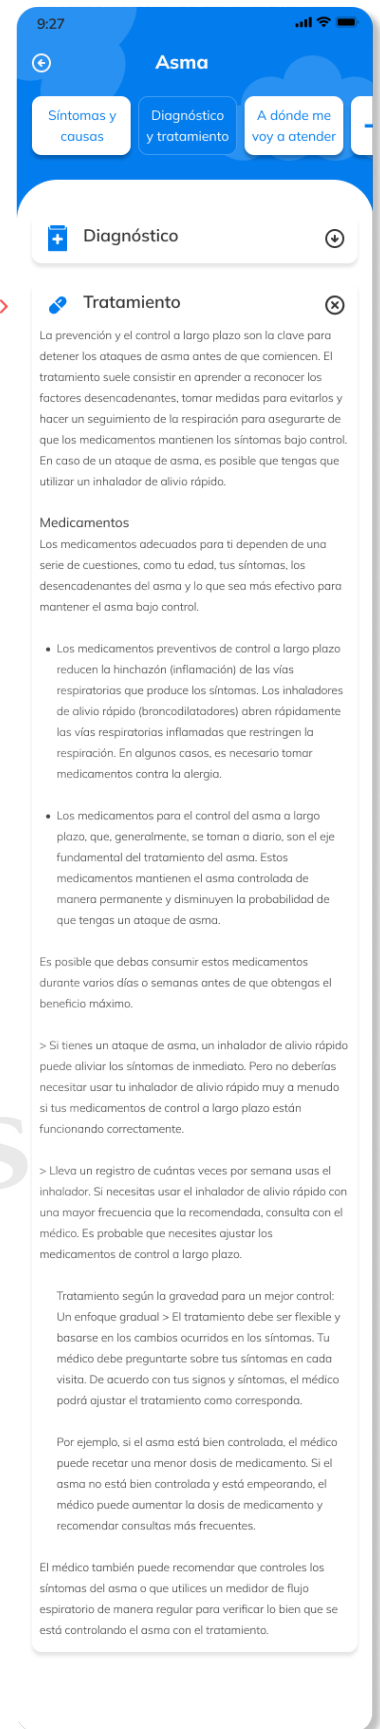 9:27
Asma
Síntomas y
causas
Diagnóstico
y tratamiento
A dónde me
voy a atender
Diagnóstico
Tratamiento
La prevención y el control a largo plazo son la clave para
detener los ataques de asma antes de que comiencen. El
tratamiento suele consistir en aprender a reconocer los
factores desencadenantes, tomar medidas para evitarlos y
hacer un seguimiento de la respiración para asegurarte de
que los medicamentos mantienen los síntomas bajo control.
En caso de un ataque de asma, es posible que tengas que
utilizar un inhalador de alivio rápido.
Medicamentos
Los medicamentos adecuados para ti dependen de una
serie de cuestiones, como tu edad, tus síntomas, los
desencadenantes del asma y lo que sea más efectivo para
mantener el asma bajo control.
• Los medicamentos preventivos de control a largo plazo
reducen la hinchazón (inflamación) de las vías
respiratorias que produce los síntomas. Los inhaladores
de alivio rápido (broncodilatadores) abren rápidamente
las vías respiratorias inflamadas que restringen la
respiración. En algunos casos, es necesario tomar
medicamentos contra la alergia.
• Los medicamentos para el control del asma a largo
plazo, que, generalmente, se toman a diario, son el eje
fundamental del tratamiento del asma. Estos
medicamentos mantienen el asma controlada de
manera permanente y disminuyen la probabilidad de
que tengas un ataque de asma.
Es posible que debas consumir estos medicamentos
durante varios días o semanas antes de que obtengas el
beneficio máximo.
> Si tienes un ataque de asma, un inhalador de alivio rápido
puede aliviar los síntomas de inmediato. Pero no deberías
necesitar usar tu inhalador de alivio rápido muy a menudo
si tus medicamentos de control a largo plazo están
funcionando correctamente.
> Lleva un registro de cuántas veces por semana usas el
inhalador. Si necesitas usar el inhalador de alivio rápido con
una mayor frecuencia que la recomendada, consulta con el
médico. Es probable que necesites ajustar los
medicamentos de control a largo plazo.
Tratamiento según la gravedad para un mejor control:
Un enfoque gradual > El tratamiento debe ser flexible y
basarse en los cambios ocurridos en los síntomas. Tu
médico debe preguntarte sobre tus síntomas en cada
visita. De acuerdo con tus signos y síntomas, el médico
podrá ajustar el tratamiento como corresponda.
Por ejemplo, si el asma está bien controlada, el médico
puede recetar una menor dosis de medicamento. Si el
asma no está bien controlada y está empeorando, el
médico puede aumentar la dosis de medicamento y
recomendar consultas más frecuentes.
El médico también puede recomendar que controles los
síntomas del asma o que utilices un medidor de flujo
espiratorio de manera regular para verificar lo bien que se
está controlando el asma con el tratamiento.
s